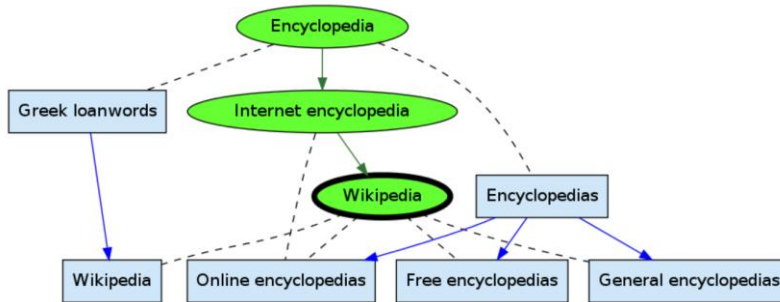 Encyclopedia
Greek loanwords
Internet encyclopedia
Wikipedia
Encyclopedias
Wikipedia
Online encyclopedias
Free encyclopedias
General encyclopedias